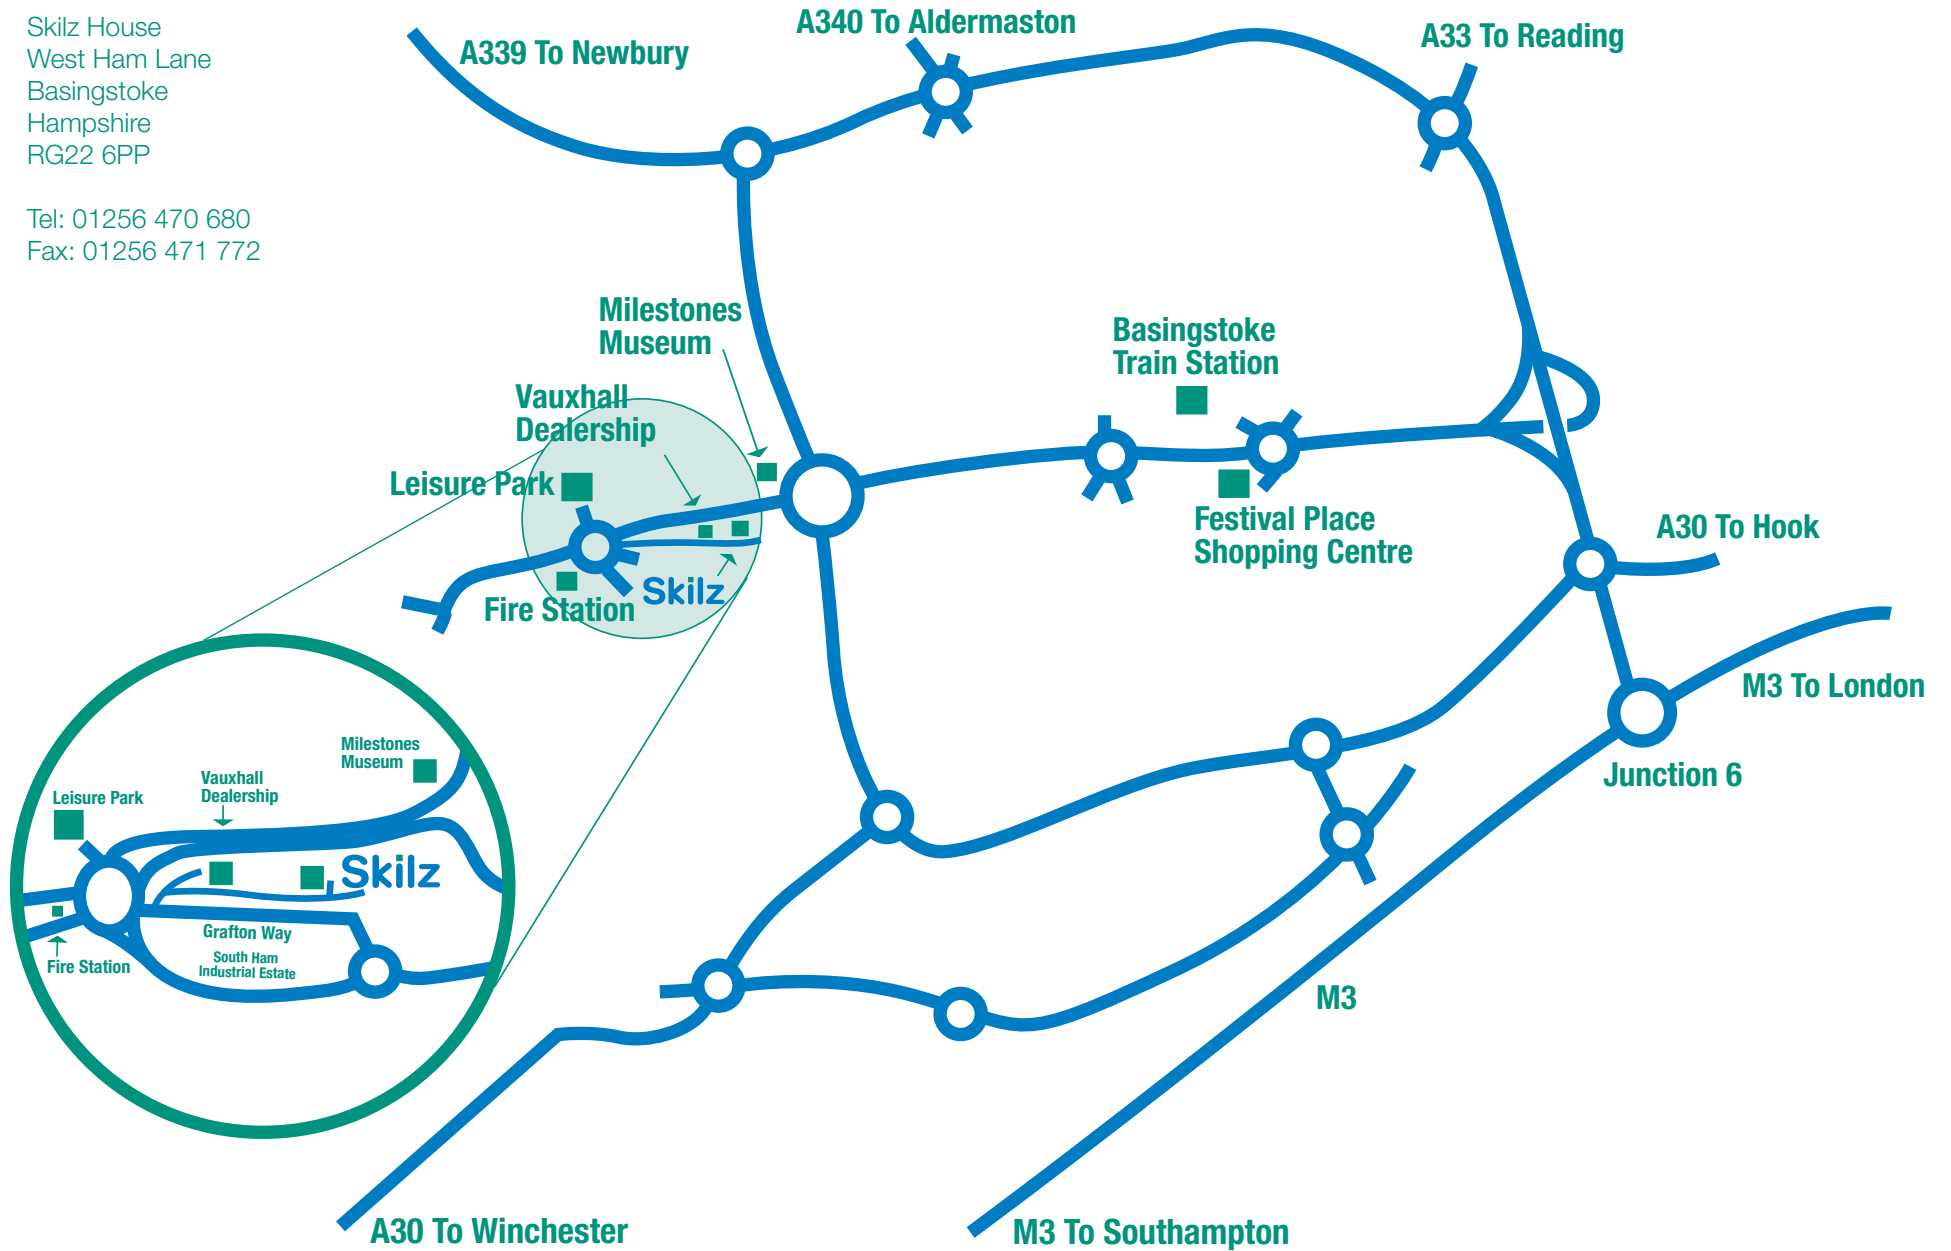 Skilz House
West Ham Lane
Basingstoke
Hampshire
RG22 6PP
Tel: 01256 470 680
Fax: 01256 471 772
A339 To Newbury
A340 To Aldermaston
A33 To Reading
Milestones
Museum
Vauxhall
Dealership
Leisure Park
Fire Station
Skilz
Basingstoke
Train Station
Festival Place
Shopping Centre
A30 To Hook
M3 To London
Junction 6
M3
Milestones
Museum
Vauxhall
Dealership
Leisure Park
Skilz
Grafton Way
South Ham
Industrial Estate
Fire Station
A30 To Winchester
M3 To Southampton